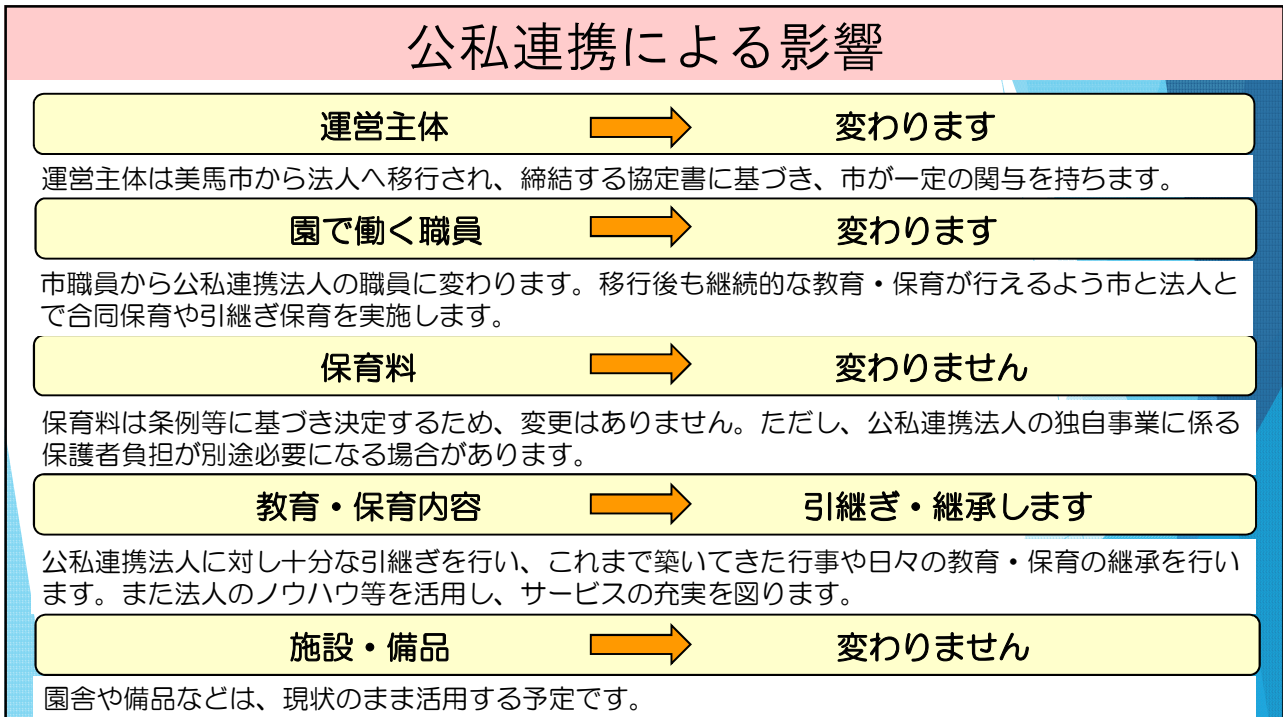 公私連携による影響
運営主体 変わります
運営主体は美馬市から法人へ移行され、締結する協定書に基づき、市が一定の関与を持ちます。
園で働く職員 変わります
市職員から公私連携法人の職員に変わります。移行後も継続的な教育・保育が行えるよう市と法人と
で合同保育や引継ぎ保育を実施します。
保育料 変わりません
保育料は条例等に基づき決定するため、変更はありません。ただし、公私連携法人の独自事業に係る
保護者負担が別途必要になる場合があります。
教育・保育内容 引継ぎ・継承します
公私連携法人に対し十分な引継ぎを行い、これまで築いてきた行事や日々の教育・保育の継承を行い
ます。また法人のノウハウ等を活用し、サービスの充実を図ります。
施設・備品 変わりません
園舎や備品などは、現状のまま活用する予定です。